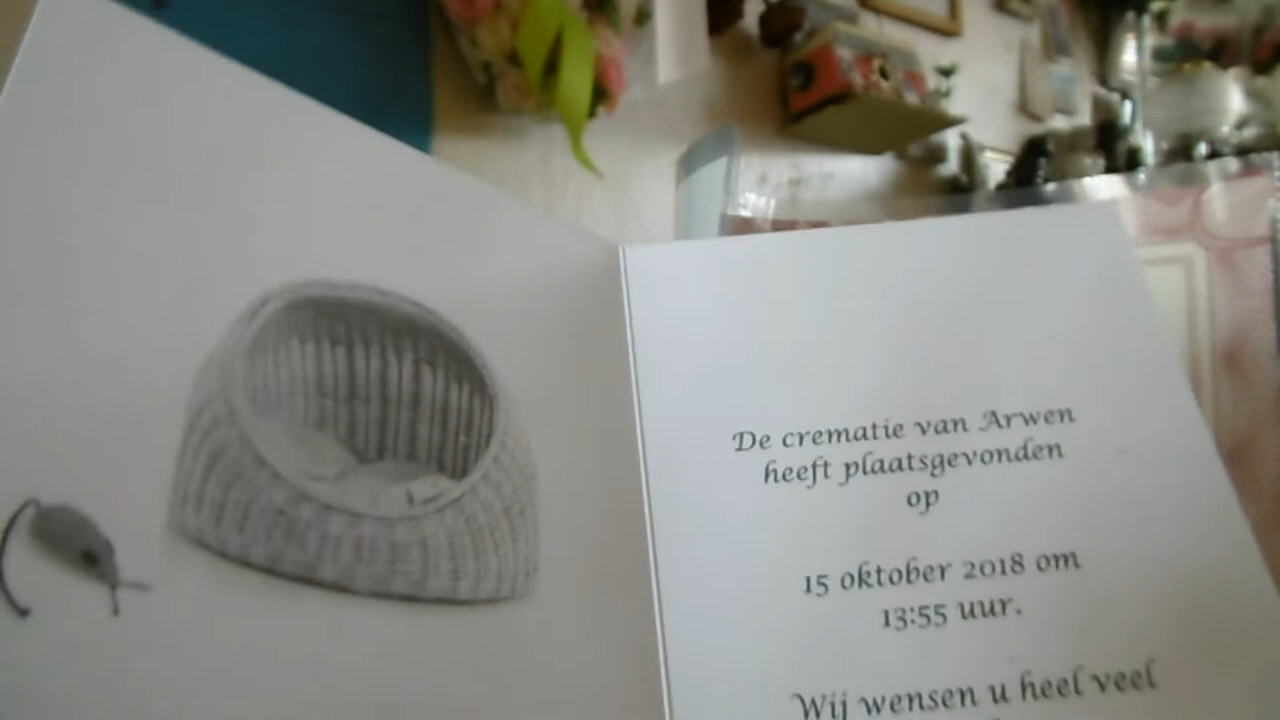 De crematie van Arwen
heeft plaatsgevonden
op
15 oktober 2018 om
13:55 uur.
Wij wensen u heel veel